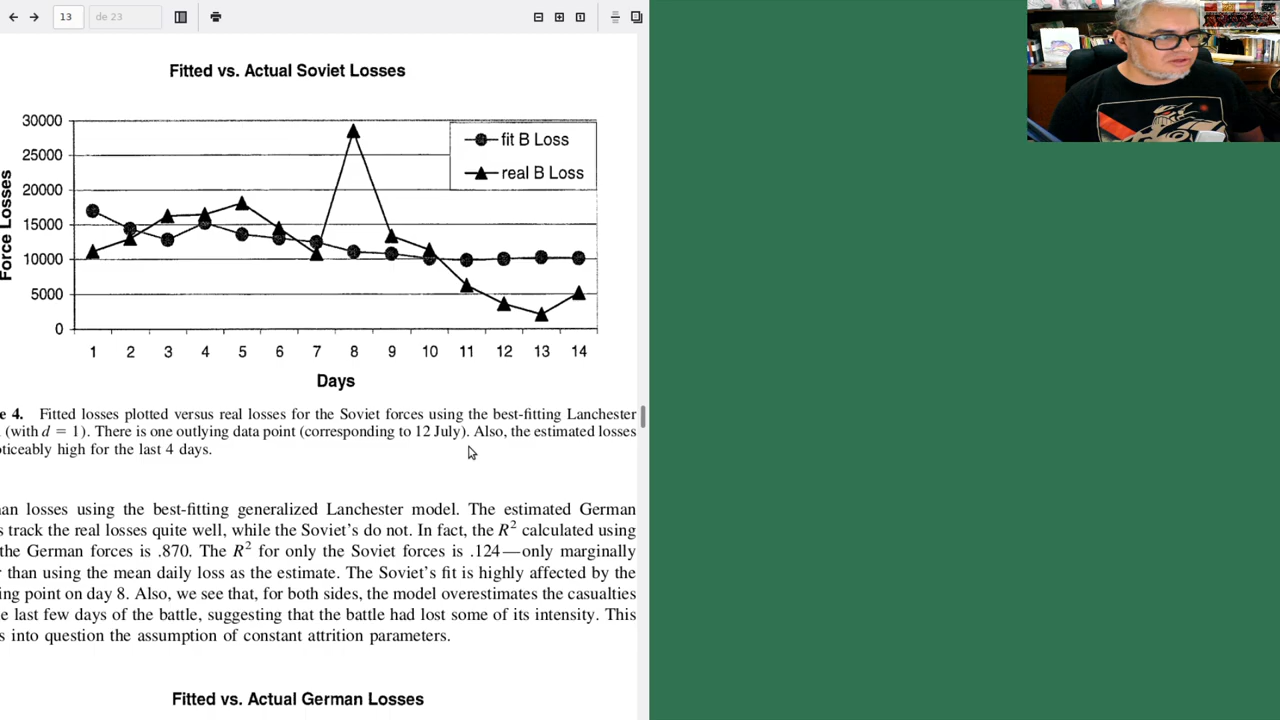 13
de 23
Fitted vs. Actual Soviet Losses
30000
25000
20000
15000
10000
5000
0
Force Losses
fit B Loss
real B Loss
1 2 3 4 5 6 7 8 9 10 11 12 13 14
Days
e 4. Fitted losses plotted versus real losses for the Soviet forces using the best-fitting Lanchester
(with d = 1). There is one outlying data point (corresponding to 12 July). Also, the estimated losses
oticeably high for the last 4 days.
an losses using the best-fitting generalized Lanchester model. The estimated German
s track the real losses quite well, while the Soviet's do not. In fact, the R² calculated using
the German forces is .870. The R² for only the Soviet forces is .124—only marginally
r than using the mean daily loss as the estimate. The Soviet's fit is highly affected by the
ing point on day 8. Also, we see that, for both sides, the model overestimates the casualties
e last few days of the battle, suggesting that the battle had lost some of its intensity. This
s into question the assumption of constant attrition parameters.
Fitted vs. Actual German Losses